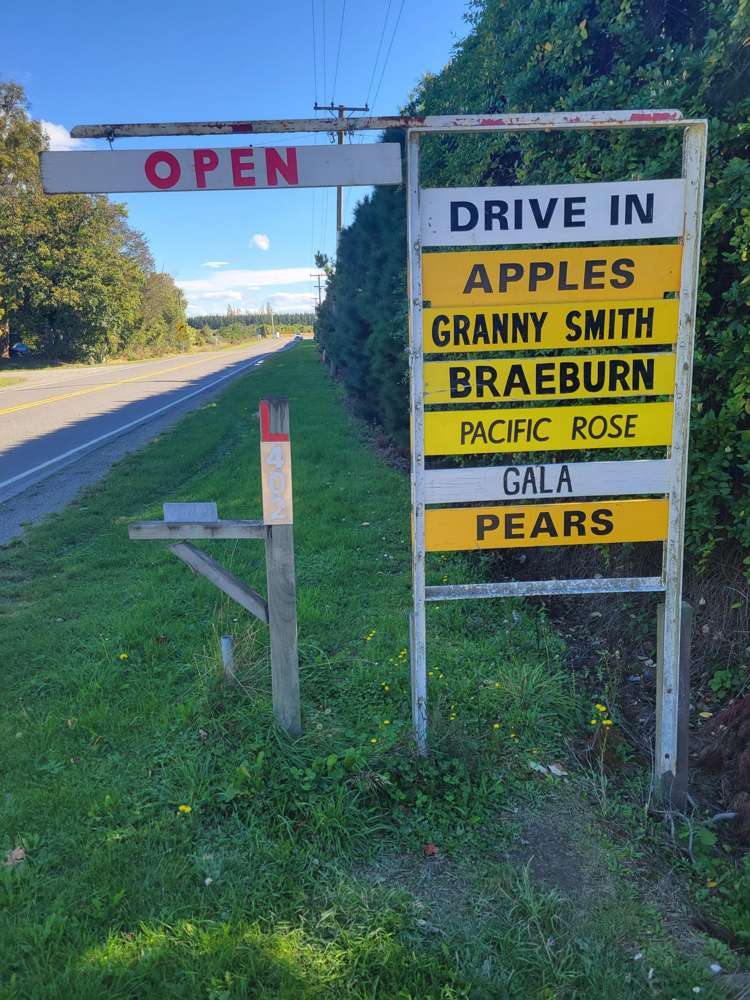 OPEN
DRIVE IN
APPLES
GRANNY SMITH
BRAEBURN
PACIFIC ROSE
GALA
PEARS
L
402